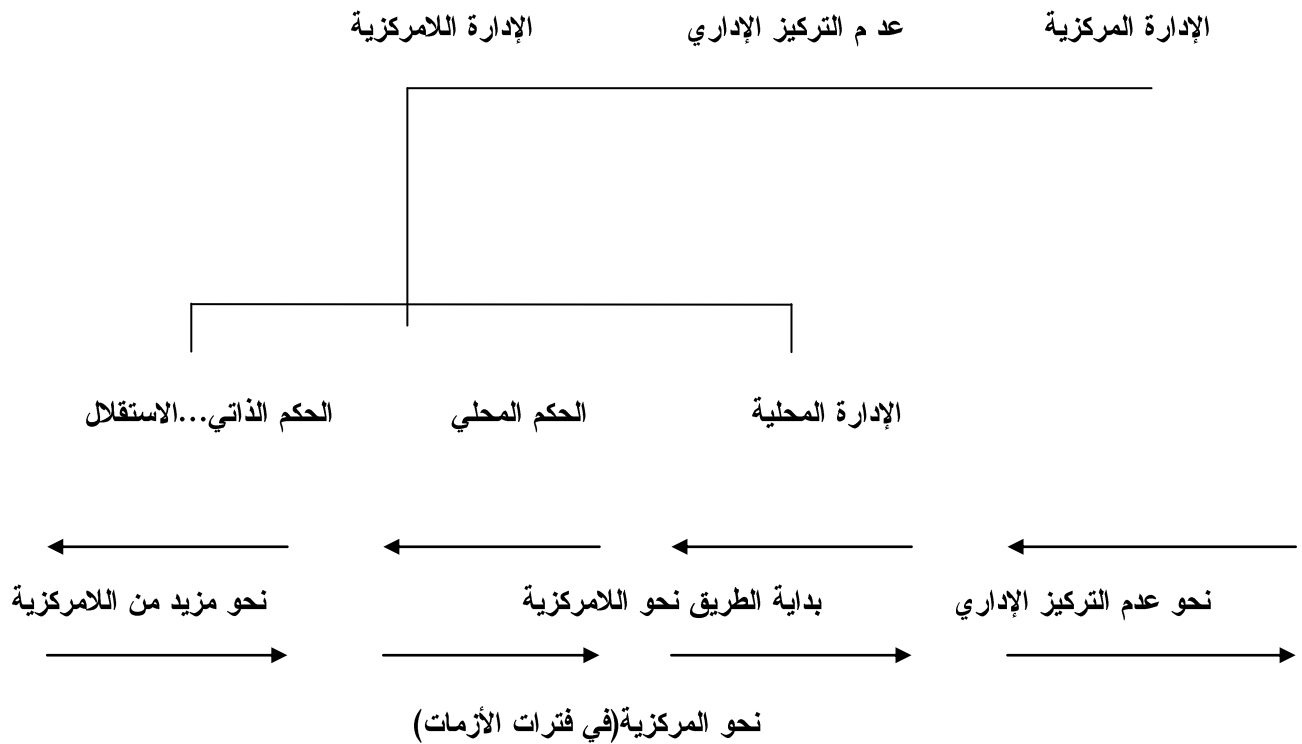 الإدارة المركزية عد م التركيز الإداري الإدارة اللامركزية
الإدارة المحلية الحكم المحلي الحكم الذاتي...الاستقلال
نحو عدم التركيز الإداري بداية الطريق نحو اللامركزية نحو مزيد من اللامركزية
نحو المركزية(في فترات الأزمات)